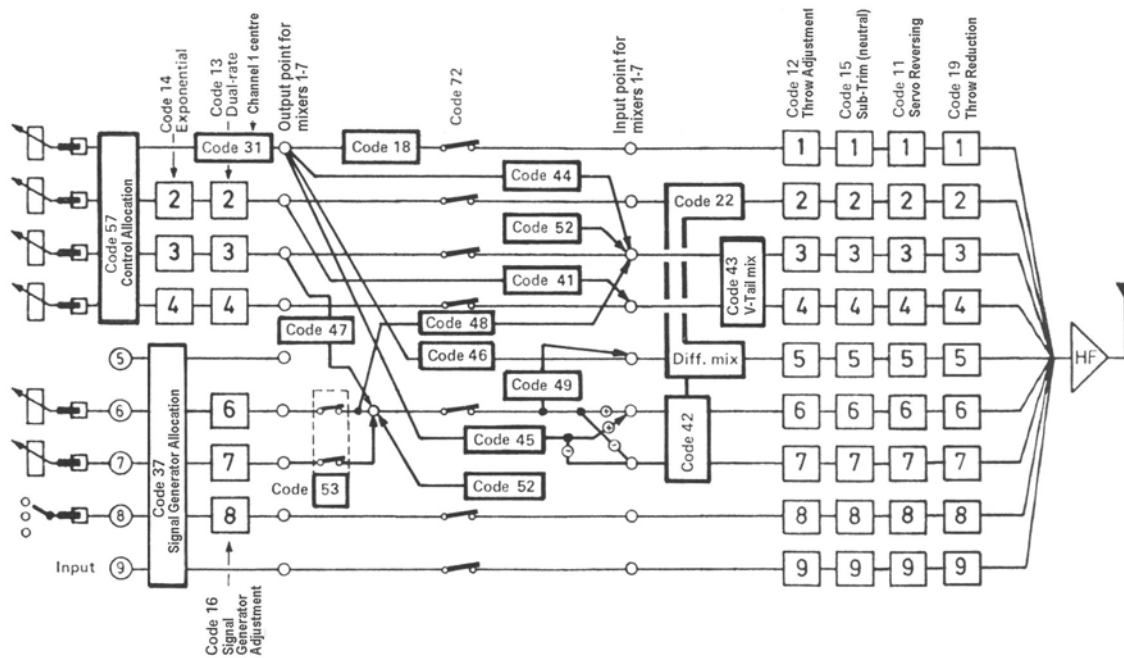 Code 14
Exponential
Code 13
Dual-rate
Channel 1 centre
Output point for
mixers 1-7
Code 72
Input point for
mixers 1-7
Code 12
Throw Adjustment
Code 15
Sub-Trim (neutral)
Code 11
Servo Reversing
Code 19
Throw Reduction
Code 57
Control Allocation
Code 31
Code 18
1 1 1 1
Code 44
2 2
Code 22
2 2 2 2
Code 52
3 3
Code 43
V-Tail mix
3 3 3 3
Code 41
4 4
4 4 4 4
Code 47
Code 48
5
Code 46
Diff. mix
5 5 5 5
HF
Code 49
6 6
+
6 6 6 6
Code 45
+
Code 42
7 7
-
7 7 7 7
Code 37
Signal Generator Allocation
Code 53
Code 52
8 8
8 8 8 8
Input 9
9 9 9 9
Code 16
Signal
Generator
Adjustment